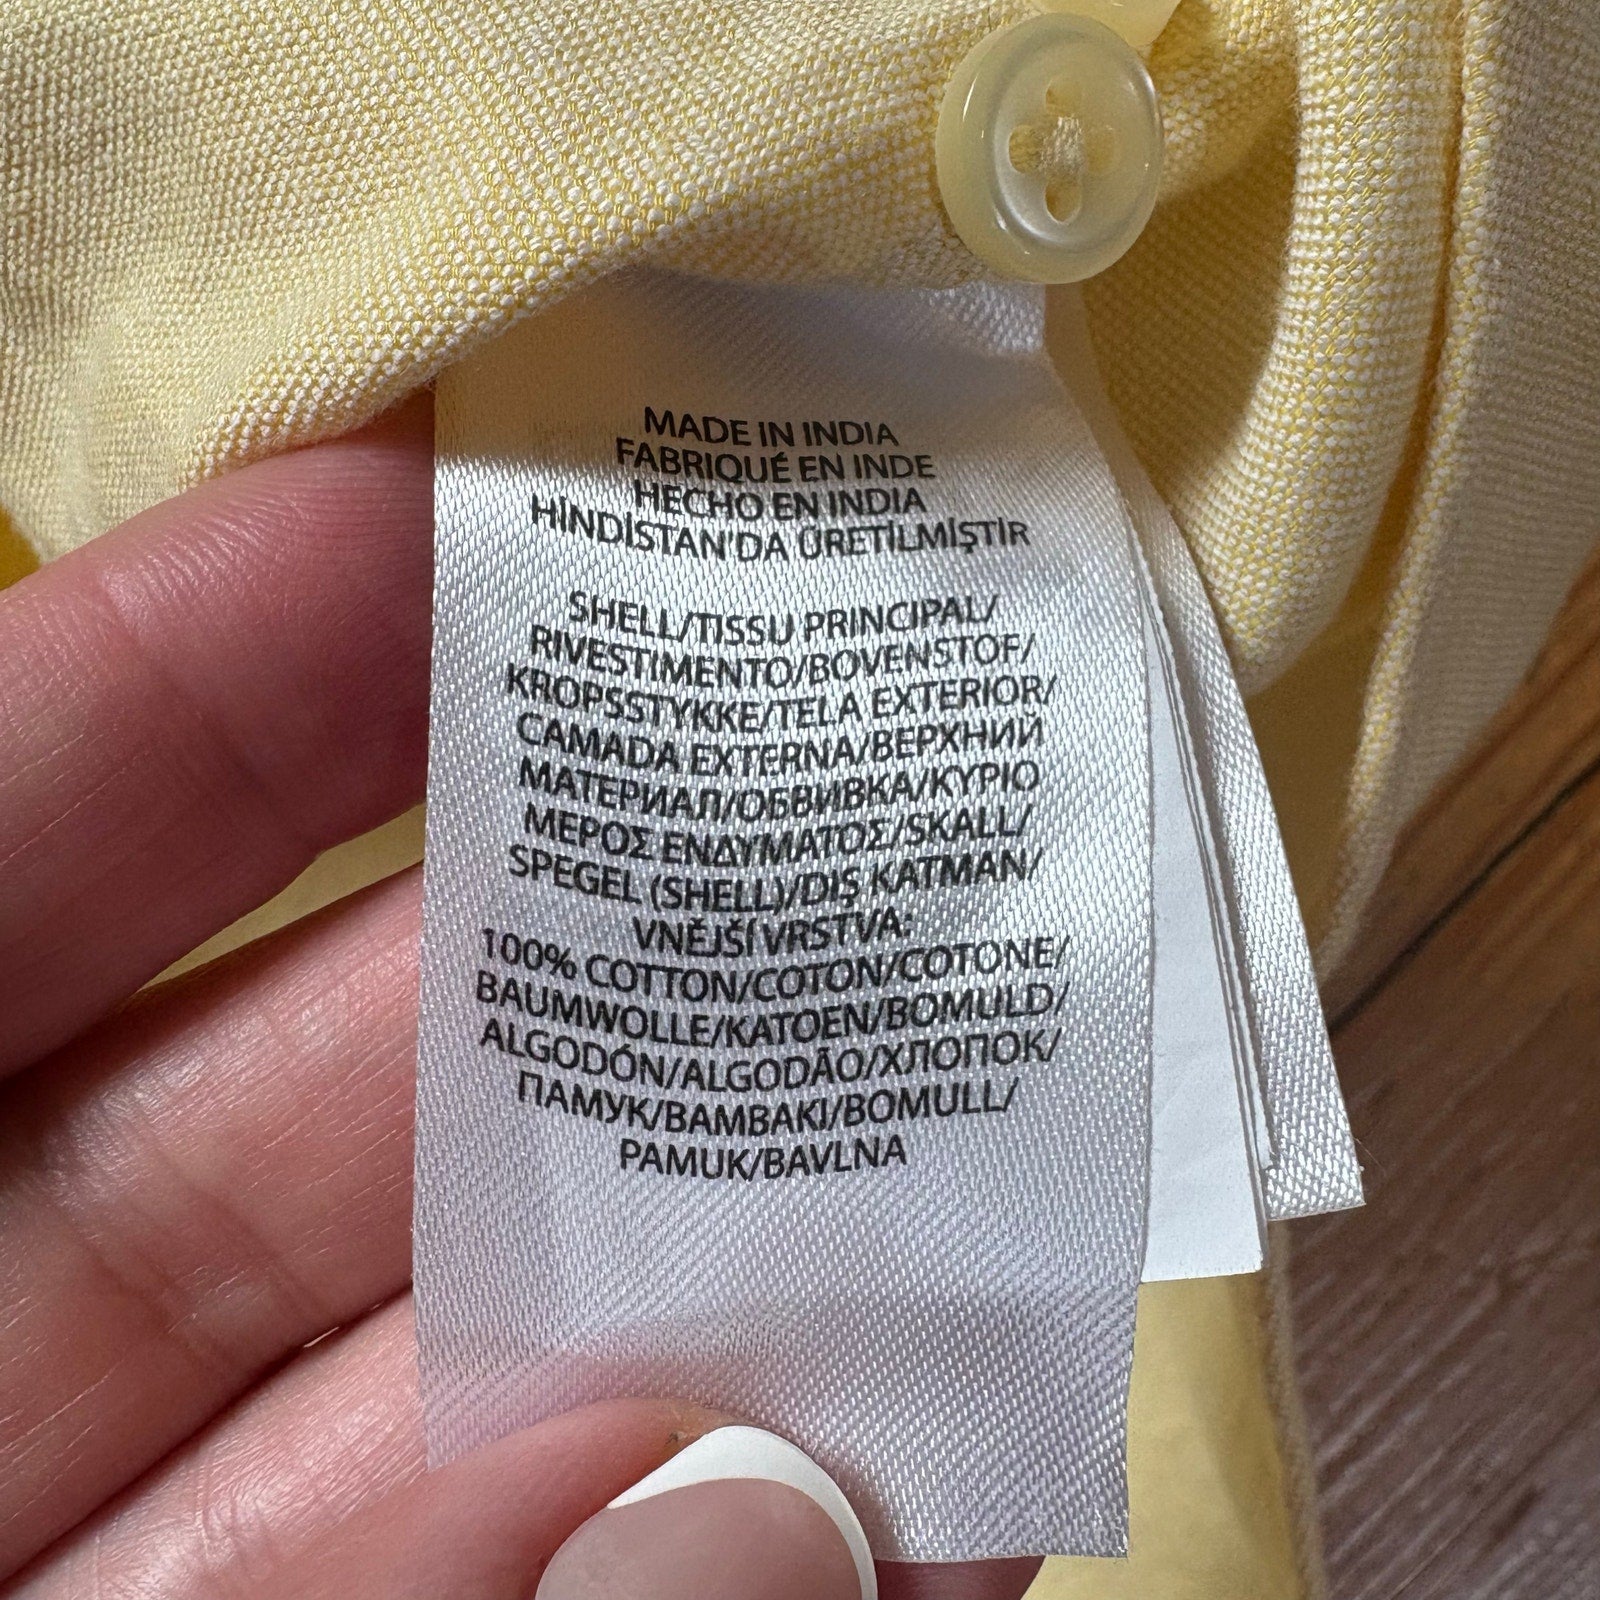 MADE IN INDIA
FABRIQUÉ EN INDE
HECHO EN INDIA
HİNDİSTAN'DA ÜRETİLMİŞTİR
SHELL/TISSU PRINCIPAL/
RIVESTIMENTO/BOVENSTOF/
KROPSSTYKKE/TELA EXTERIOR/
CAMADA EXTERNA/ВЕРХНИЙ
МАТЕРИАЛ/ОБВИВКА/ΚΥΡΙΟ
ΜΕΡΟΣ ΕΝΔΥΜΑΤΟΣ/SKALL/
SPEGEL (SHELL)/DIŞ KATMAN/
VNĚJŠÍ VRSTVA:
100% COTTON/COTON/COTONE/
BAUMWOLLE/KATOEN/BOMULD/
ALGODÓN/ALGODÃO/ХЛОПОК/
ПАМУК/BAMBAKI/BOMULL/
PAMUK/BAVLNA